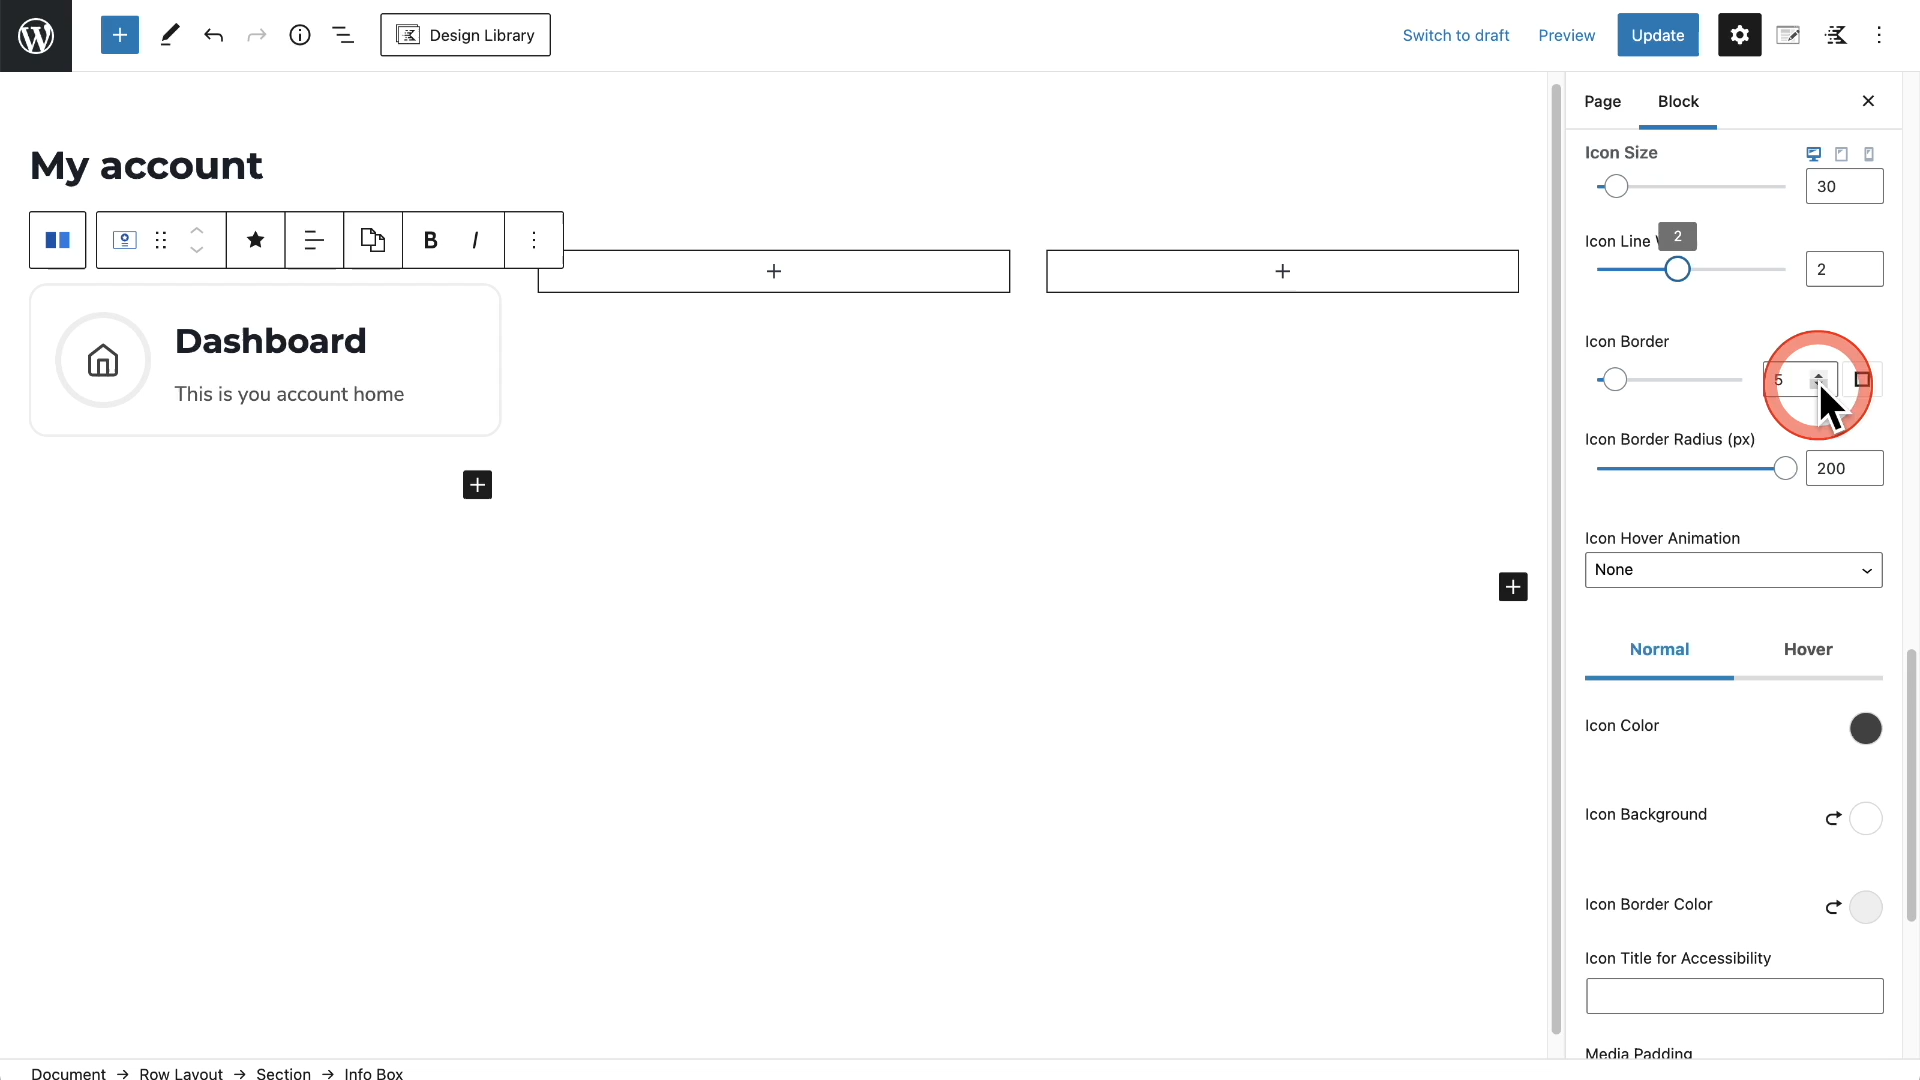 Design Library
Switch to draft
Preview
Update
Page
Block
My account
B
I
Dashboard
This is you account home
Icon Size
30
Icon Line
2
2
Icon Border
5
Icon Border Radius (px)
200
Icon Hover Animation
None
Normal
Hover
Icon Color
Icon Background
Icon Border Color
Icon Title for Accessibility
Media Padding
Document → Row Layout → Section → Info Box